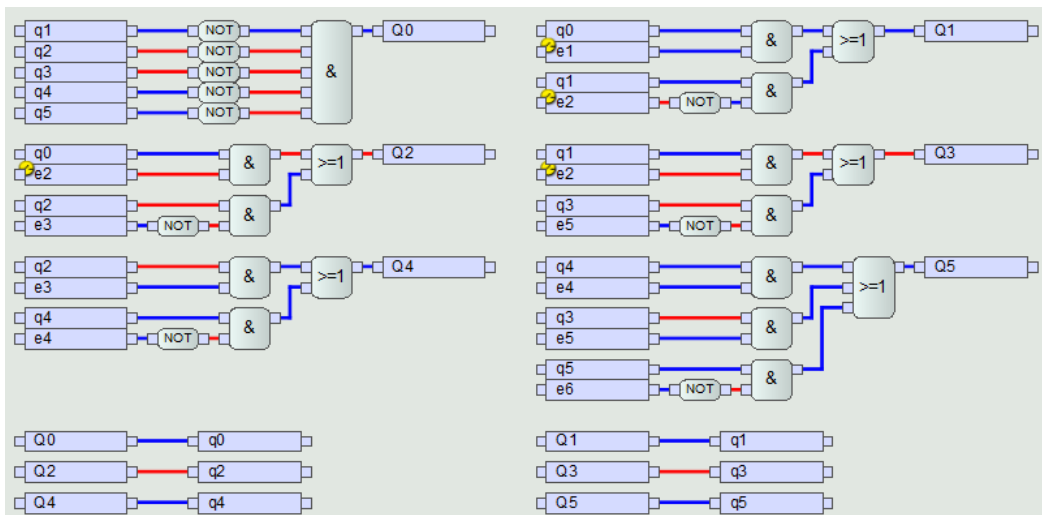 q1 NOT Q0
q2 NOT
q3 NOT &
q4 NOT
q5 NOT
q0 & >=1 Q1
e1
q1 &
e2 NOT
q0 & >=1 Q2
e2
q2 &
e3 NOT
q1 & >=1 Q3
e2
q3 &
e5 NOT
q2 & >=1 Q4
e3
q4 &
e4 NOT
q4 & >=1 Q5
e4
q3 &
e5
q5 &
e6 NOT
Q0 q0
Q1 q1
Q2 q2
Q3 q3
Q4 q4
Q5 q5